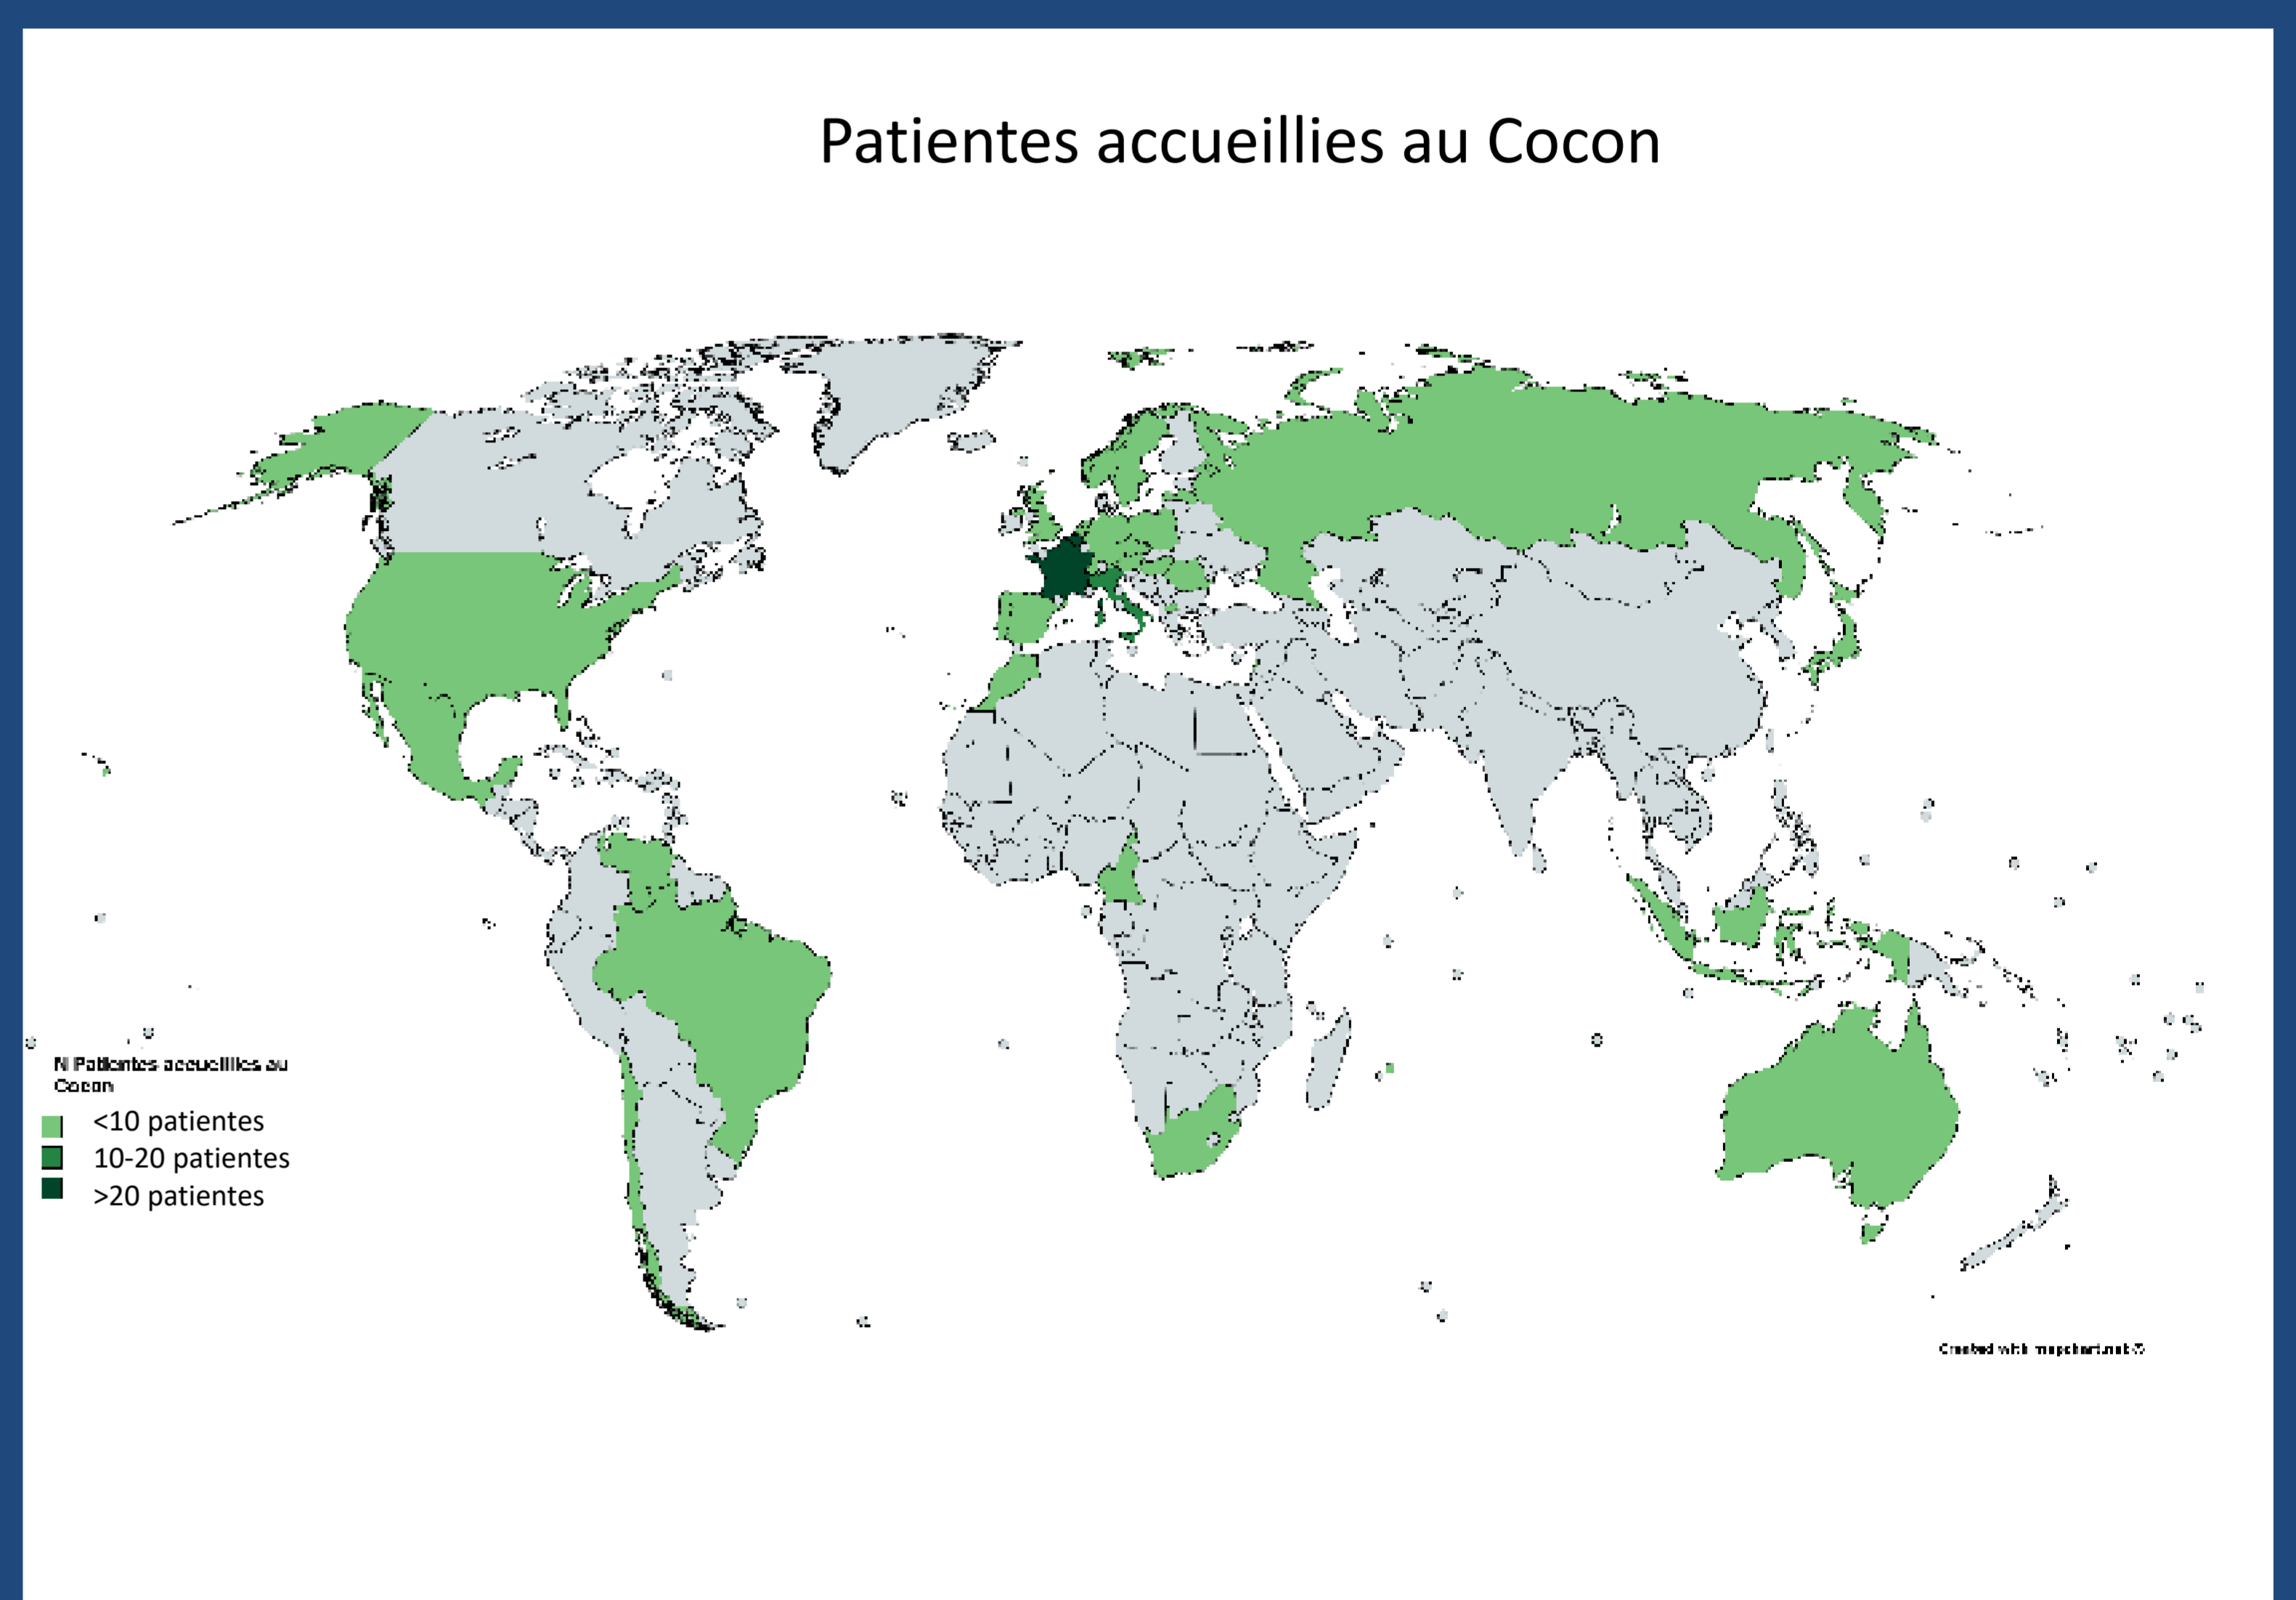 Patientes accueillies au Cocon
N Patientes accueillies au
Cocon
<10 patientes
10-20 patientes
>20 patientes
Created with mapchart.net ©